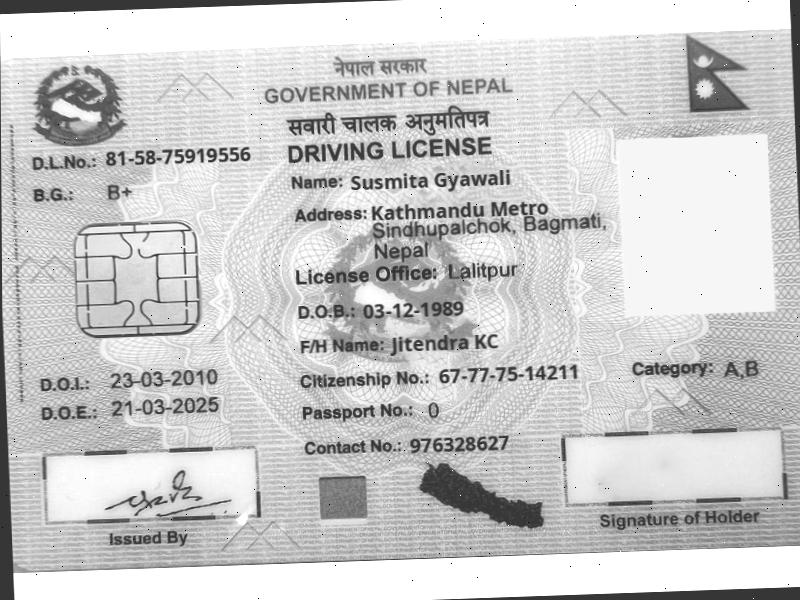 नेपाल सरकार
GOVERNMENT OF NEPAL
सवारी चालक अनुमतिपत्र
DRIVING LICENSE
D.L.No.: 81-58-75919556
B.G.: B+
Name: Susmita Gyawali
Address: Kathmandu Metro
Sindhupalchok, Bagmati,
Nepal
License Office: Lalitpur
D.O.B.: 03-12-1989
F/H Name: Jitendra KC
Citizenship No.: 67-77-75-14211
Category: A,B
D.O.I.: 23-03-2010
D.O.E.: 21-03-2025
Passport No.: 0
Contact No.: 976328627
Issued By
Signature of Holder